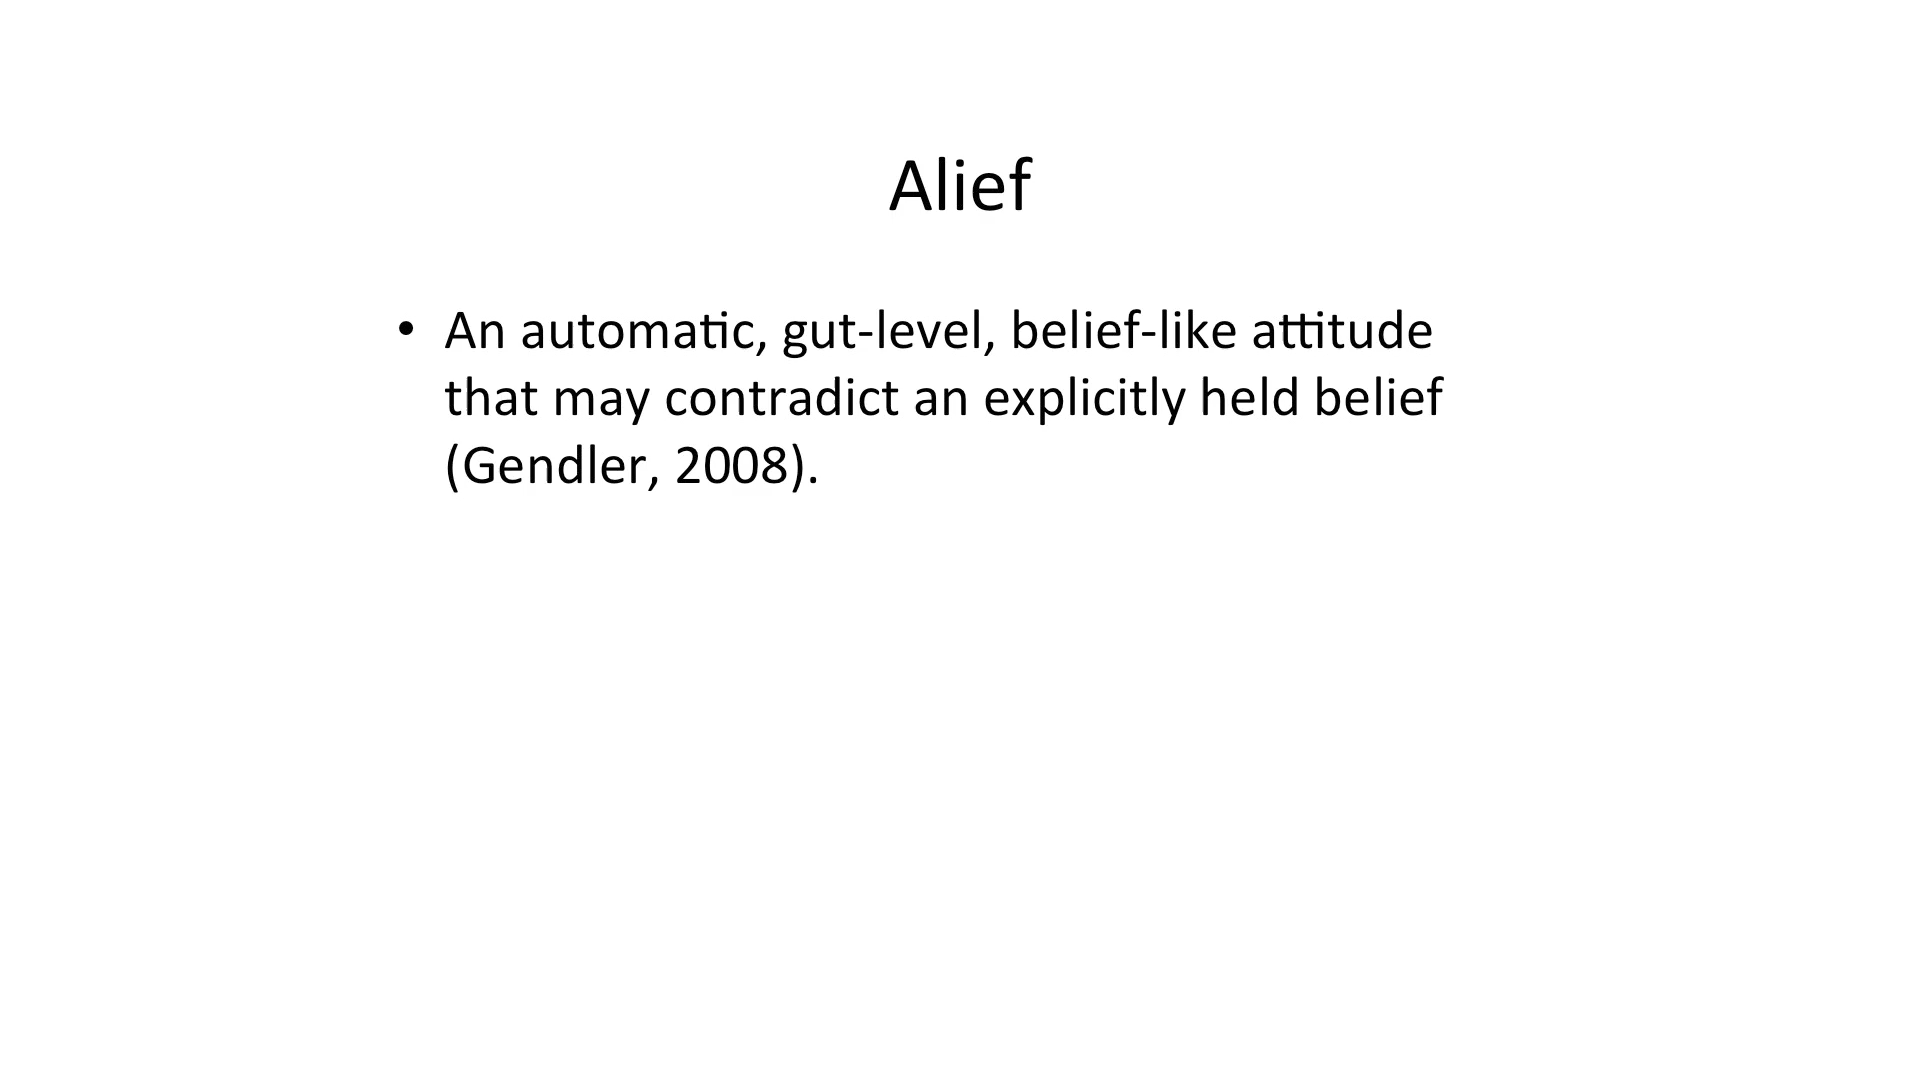 Alief
• An automatic, gut-level, belief-like attitude
that may contradict an explicitly held belief
(Gendler, 2008).